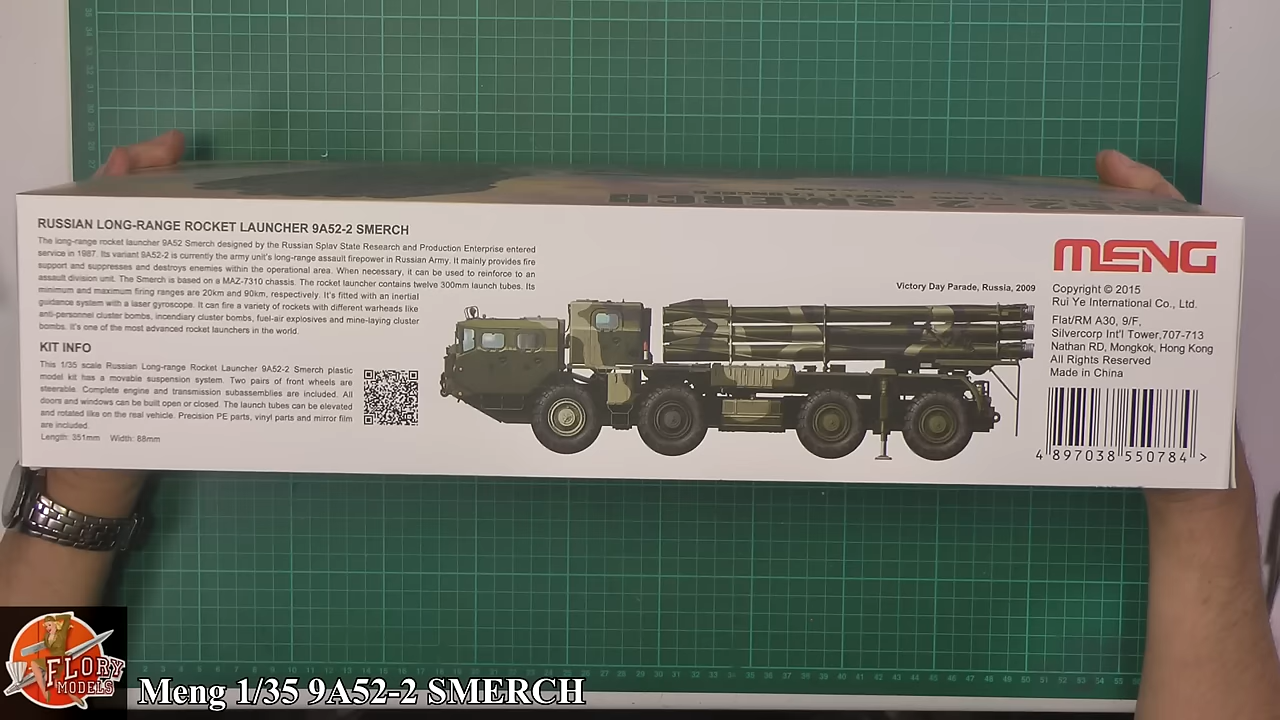 SMERCH
RUSSIAN LONG-RANGE ROCKET LAUNCHER 9A52-2 SMERCH
The long-range rocket launcher 9A52 Smerch designed by the Russian Splav State Research and Production Enterprise entered
service in 1987. Its variant 9A52-2 is currently the army unit's long-range assault firepower in Russian Army. It mainly provides fire
support and suppresses and destroys enemies within the operational area. When necessary, it can be used to reinforce to an
assault division unit. The Smerch is based on a MAZ-7310 chassis. The rocket launcher contains twelve 300mm launch tubes. Its
minimum and maximum firing ranges are 20km and 90km, respectively. It's fitted with an inertial
guidance system with a laser gyroscope. It can fire a variety of rockets with different warheads like
anti-personnel cluster bombs, incendiary cluster bombs, fuel-air explosives and mine-laying cluster
bombs. It's one of the most advanced rocket launchers in the world.
KIT INFO
This 1/35 scale Russian Long-range Rocket Launcher 9A52-2 Smerch plastic
model kit has a movable suspension system. Two pairs of front wheels are
steerable. Complete engine and transmission subassemblies are included. All
doors and windows can be built open or closed. The launch tubes can be elevated
and rotated like on the real vehicle. Precision PE parts, vinyl parts and mirror film
are included.
Length: 351mm Width: 88mm
Victory Day Parade, Russia, 2009
MENG
Copyright © 2015
Rui Ye International Co., Ltd.
Flat/RM A30, 9/F,
Silvercorp Int'l Tower,707-713
Nathan RD, Mongkok, Hong Kong
All Rights Reserved
Made in China
4 897038 550784 >
FLORY
MODELS
Meng 1/35 9A52-2 SMERCH